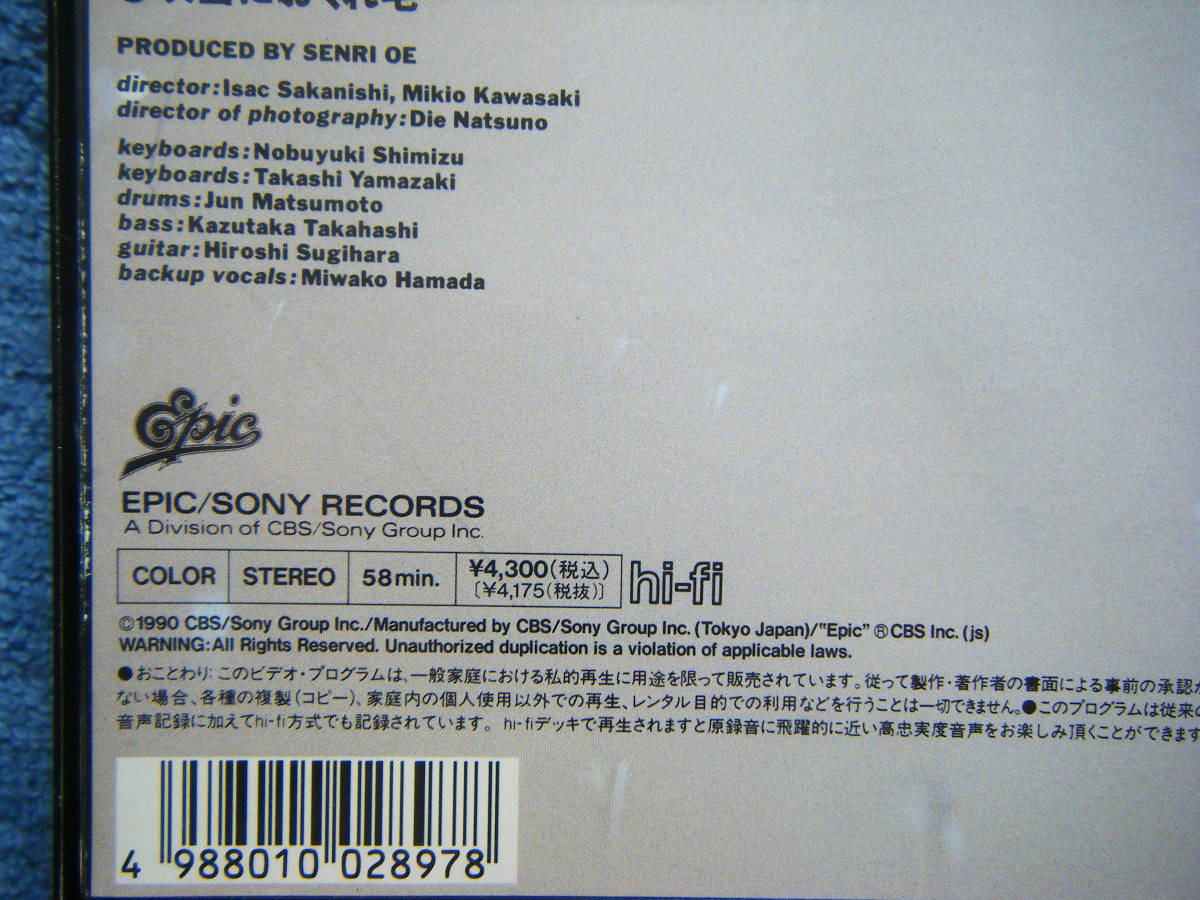 PRODUCED BY SENRI OE
director:Isac Sakanishi, Mikio Kawasaki
director of photography:Die Natsuno
keyboards:Nobuyuki Shimizu
keyboards:Takashi Yamazaki
drums:Jun Matsumoto
bass:Kazutaka Takahashi
guitar:Hiroshi Sugihara
backup vocals:Miwako Hamada
Epic
EPIC/SONY RECORDS
A Division of CBS/Sony Group Inc.
COLOR STEREO 58min. ¥4,300(税込)
〔¥4,175(税抜)〕
hi-fi
©1990 CBS/Sony Group Inc./Manufactured by CBS/Sony Group Inc. (Tokyo Japan)/"Epic" ®CBS Inc. (js)
WARNING:All Rights Reserved. Unauthorized duplication is a violation of applicable laws.
●おことわり:このビデオ・プログラムは、一般家庭における私的再生に用途を限って販売されています。従って製作・著作者の書面による事前の承認が
ない場合、各種の複製(コピー)、家庭内の個人使用以外での再生、レンタル目的での利用などを行うことは一切できません。●このプログラムは従来の
音声記録に加えてhi-fi方式でも記録されています。 hi-fiデッキで再生されますと原録音に飛躍的に近い高忠実度音声をお楽しみ頂くことができます
4 988010 028978